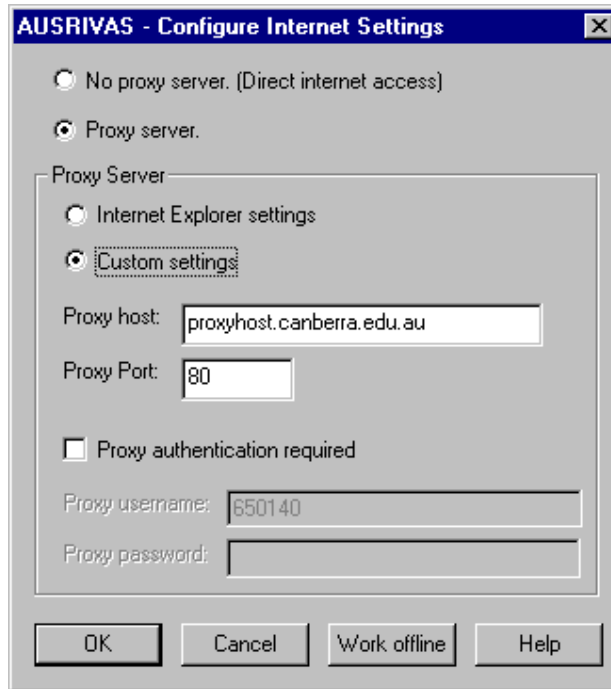 AUSRIVAS - Configure Internet Settings
No proxy server. (Direct internet access)
Proxy server.
Proxy Server
Internet Explorer settings
Custom settings
Proxy host: proxyhost.canberra.edu.au
Proxy Port: 80
Proxy authentication required
Proxy username: 650140
Proxy password:
OK Cancel Work offline Help